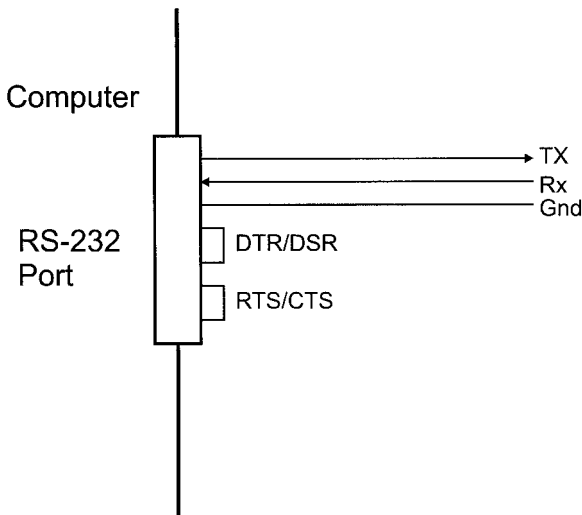 Computer
TX
Rx
Gnd
RS-232
Port
DTR/DSR
RTS/CTS